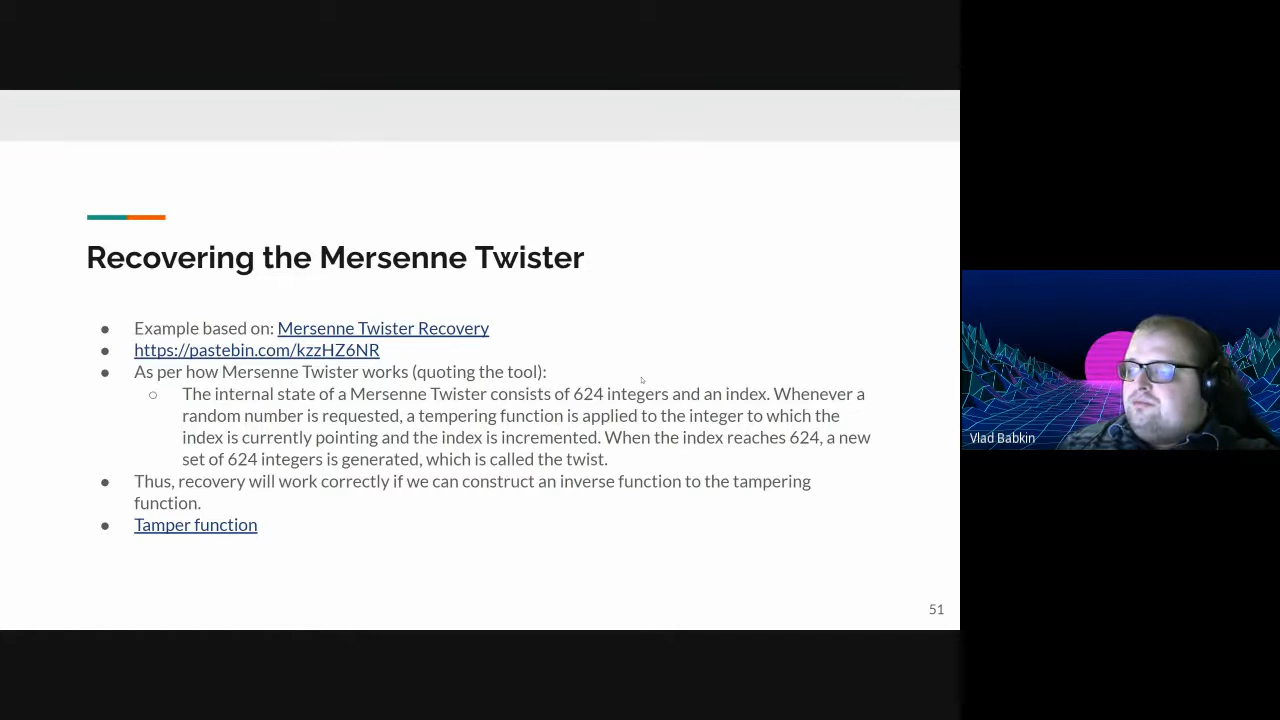 Recovering the Mersenne Twister
● Example based on: Mersenne Twister Recovery
● https://pastebin.com/kzzHZ6NR
● As per how Mersenne Twister works (quoting the tool):
○ The internal state of a Mersenne Twister consists of 624 integers and an index. Whenever a
random number is requested, a tempering function is applied to the integer to which the
index is currently pointing and the index is incremented. When the index reaches 624, a new
set of 624 integers is generated, which is called the twist.
● Thus, recovery will work correctly if we can construct an inverse function to the tampering
function.
● Tamper function
51
Vlad Babkin